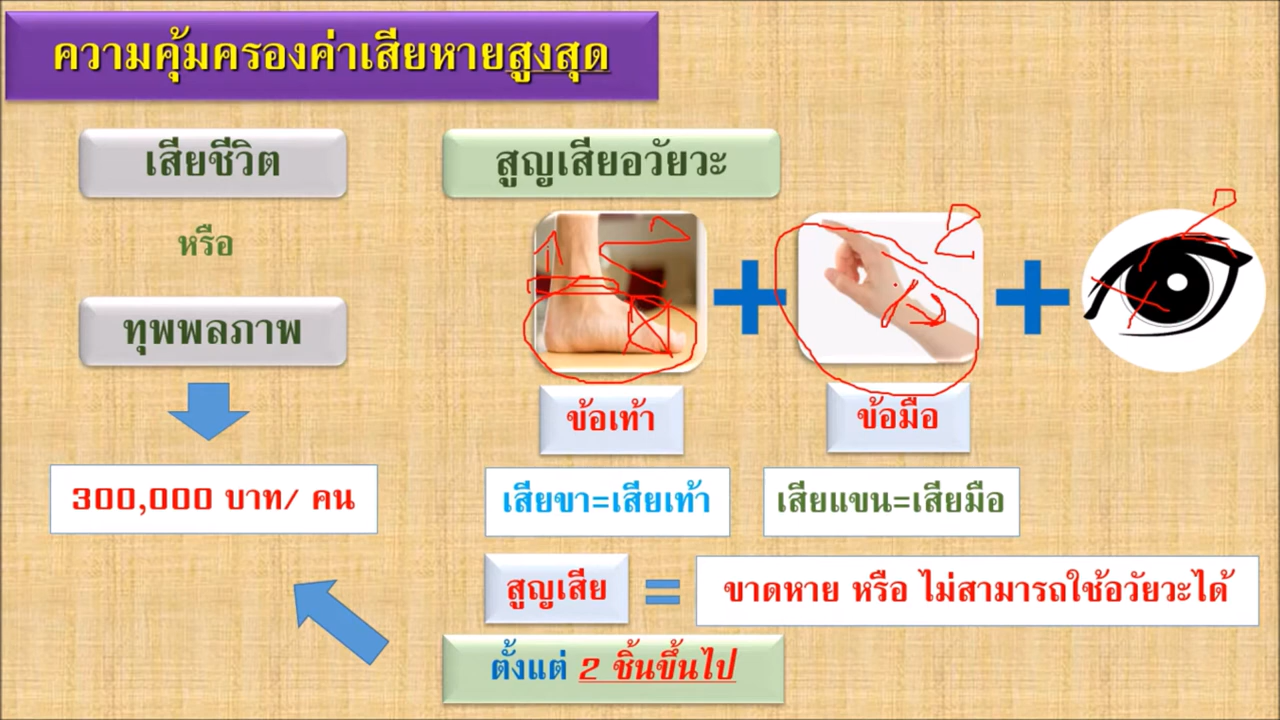 ความคุ้มครองค่าเสียหายสูงสุด
เสียชีวิต
หรือ
ทุพพลภาพ
300,000 บาท/ คน
สูญเสียอวัยวะ
ข้อเท้า
ข้อมือ
เสียขา=เสียเท้า
เสียแขน=เสียมือ
สูญเสีย = ขาดหาย หรือ ไม่สามารถใช้อวัยวะได้
ตั้งแต่ 2 ชิ้นขึ้นไป